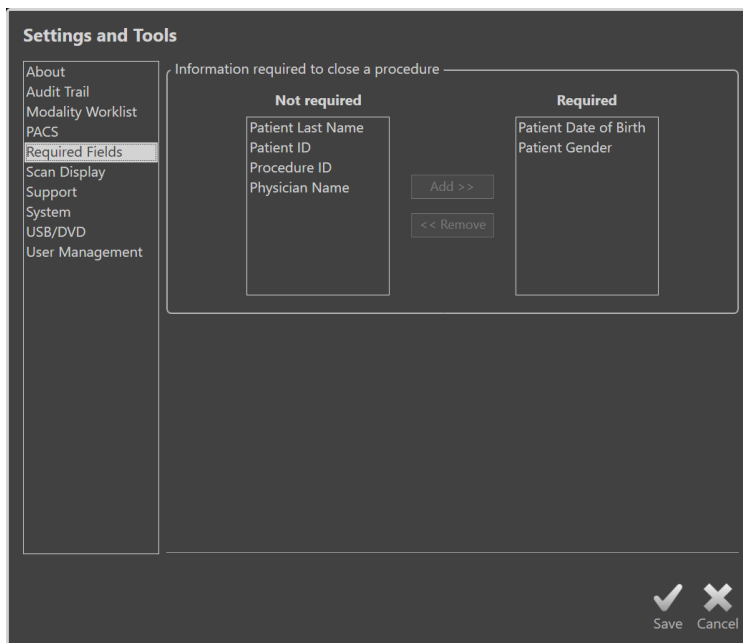 Settings and Tools
About
Audit Trail
Modality Worklist
PACS
Required Fields
Scan Display
Support
System
USB/DVD
User Management
Information required to close a procedure
Not required
Patient Last Name
Patient ID
Procedure ID
Physician Name
Add >>
<< Remove
Required
Patient Date of Birth
Patient Gender
Save
Cancel